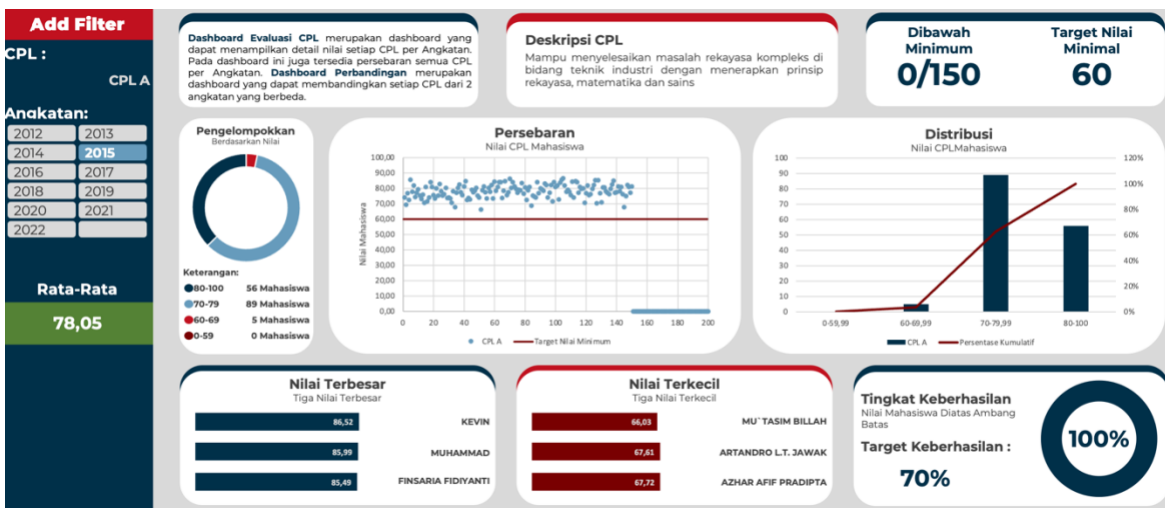 Add Filter
CPL :
CPL A
Angkatan:
2012 2013
2014 2015
2016 2017
2018 2019
2020 2021
2022
Rata-Rata
78,05
Dashboard Evaluasi CPL merupakan dashboard yang
dapat menampilkan detail nilai setiap CPL per Angkatan.
Pada dashboard ini juga tersedia persebaran semua CPL
per Angkatan. Dashboard Perbandingan merupakan
dashboard yang dapat membandingkan setiap CPL dari 2
angkatan yang berbeda.
Deskripsi CPL
Mampu menyelesaikan masalah rekayasa kompleks di
bidang teknik industri dengan menerapkan prinsip
rekayasa, matematika dan sains
Dibawah
Minimum
0/150
Target Nilai
Minimal
60
Pengelompokkan
Berdasarkan Nilai
Keterangan:
80-100 56 Mahasiswa
70-79 89 Mahasiswa
60-69 5 Mahasiswa
0-59 0 Mahasiswa
Persebaran
Nilai CPL Mahasiswa
Nilai Mahasiswa
100,00
90,00
80,00
70,00
60,00
50,00
40,00
30,00
20,00
10,00
0,00
0 20 40 60 80 100 120 140 160 180 200
CPL A Target Nilai Minimum
Distribusi
Nilai CPLMahasiswa
100
90
80
70
60
50
40
30
20
10
0
120%
100%
80%
60%
40%
20%
0%
0-59,99 60-69,99 70-79,99 80-100
CPL A Persentase Kumulatif
Nilai Terbesar
Tiga Nilai Terbesar
86,52 KEVIN
85,99 MUHAMMAD
85,49 FINSARIA FIDIYANTI
Nilai Terkecil
Tiga Nilai Terkecil
66,03 MU`TASIM BILLAH
67,61 ARTANDRO L.T. JAWAK
67,72 AZHAR AFIF PRADIPTA
Tingkat Keberhasilan
Nilai Mahasiswa Diatas Ambang
Batas
Target Keberhasilan :
70%
100%